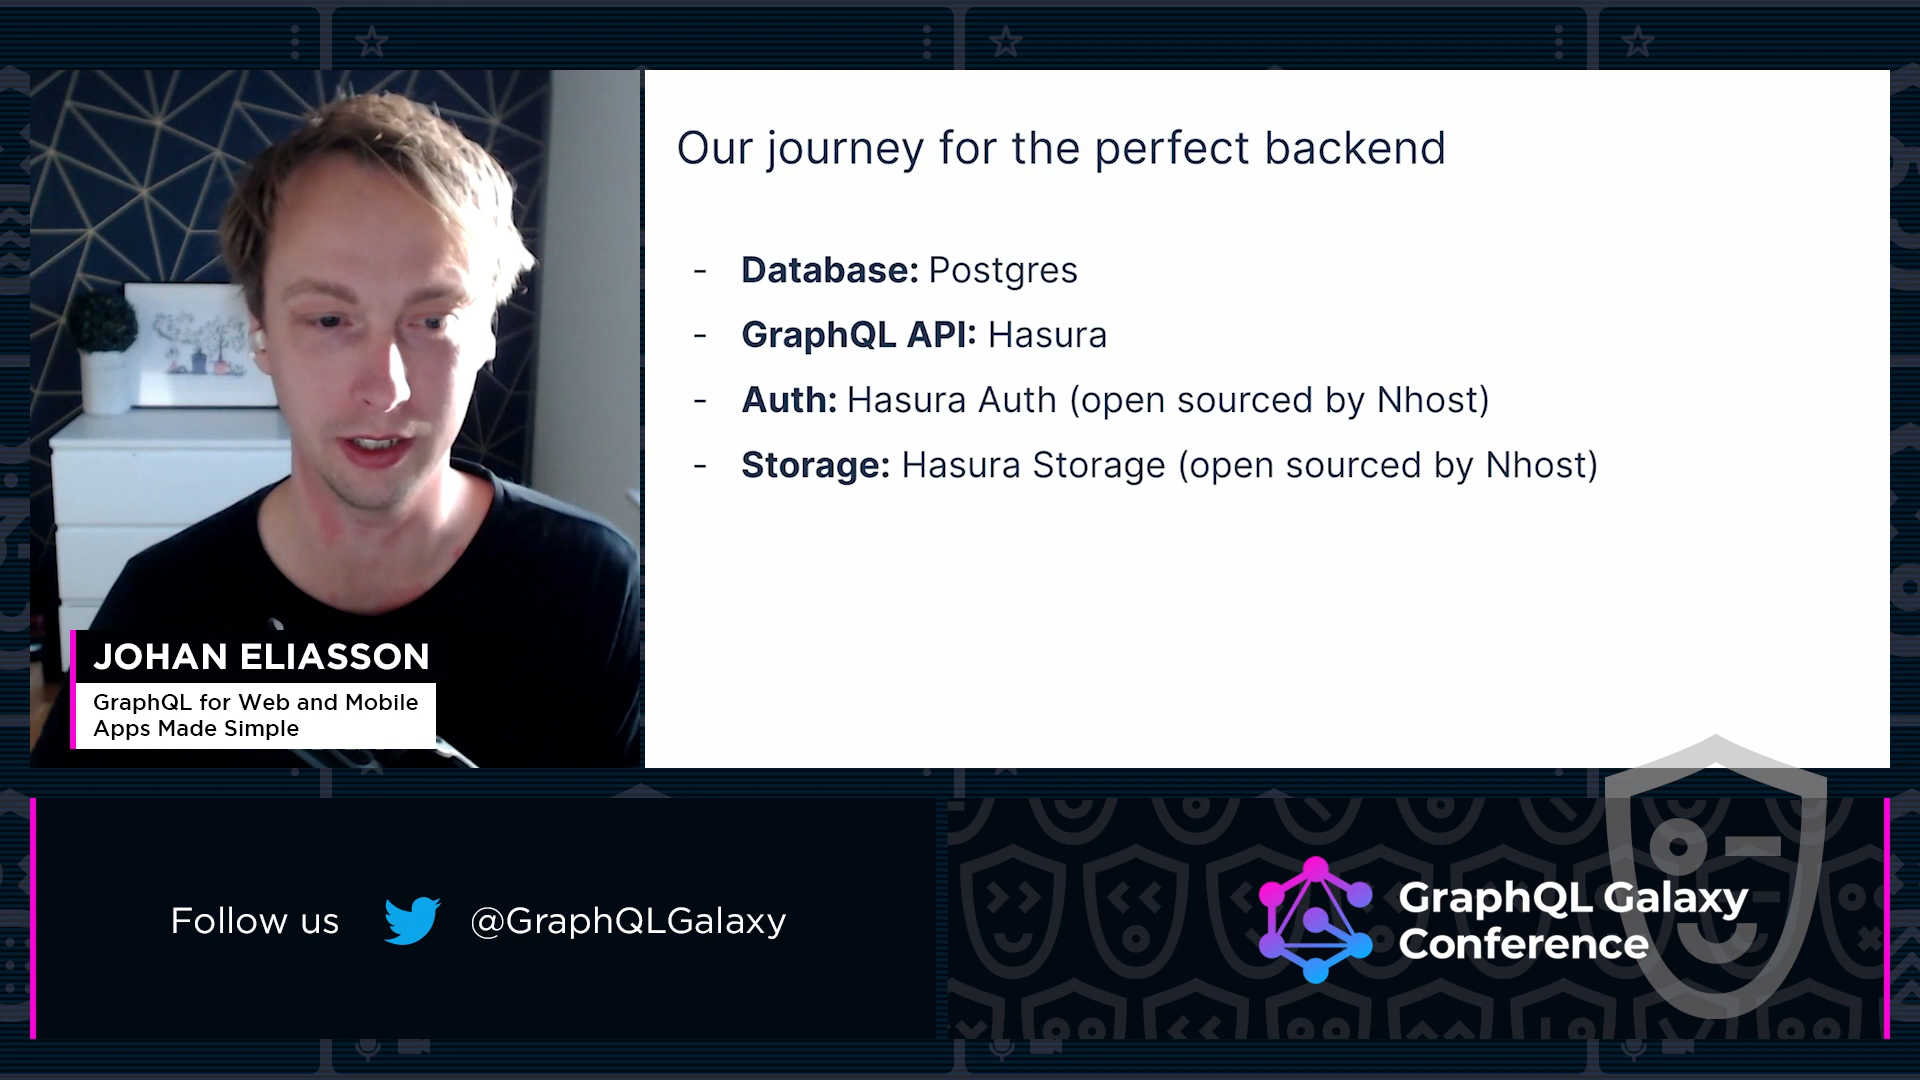 Our journey for the perfect backend
- Database: Postgres
- GraphQL API: Hasura
- Auth: Hasura Auth (open sourced by Nhost)
- Storage: Hasura Storage (open sourced by Nhost)
JOHAN ELIASSON
GraphQL for Web and Mobile
Apps Made Simple
Follow us @GraphQLGalaxy
GraphQL Galaxy
Conference